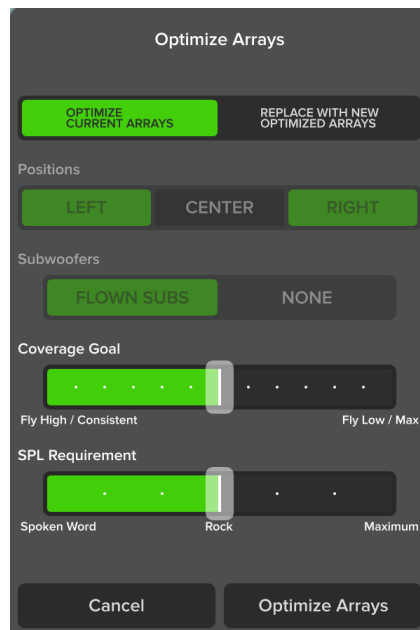 Optimize Arrays
OPTIMIZE
CURRENT ARRAYS
REPLACE WITH NEW
OPTIMIZED ARRAYS
Positions
LEFT
CENTER
RIGHT
Subwoofers
FLOWN SUBS
NONE
Coverage Goal
Fly High / Consistent
Fly Low / Max
SPL Requirement
Spoken Word
Rock
Maximum
Cancel
Optimize Arrays